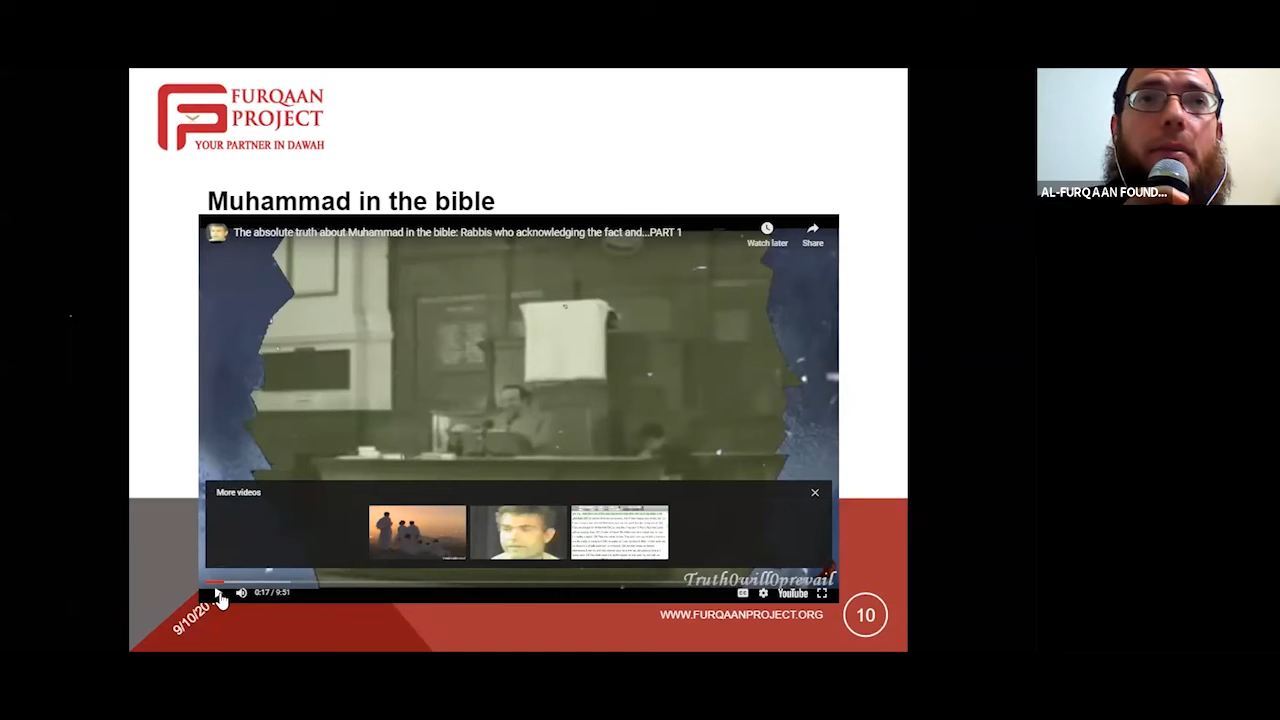 FURQAAN
PROJECT
YOUR PARTNER IN DAWAH
Muhammad in the bible
The absolute truth about Muhammad in the bible: Rabbis who acknowledging the fact and...PART 1
Watch later
Share
AL-FURQAAN FOUND...
More videos
Truth0will0prevail
0:17 / 9:51
CC
YouTube
9/10/20
WWW.FURQAANPROJECT.ORG
10